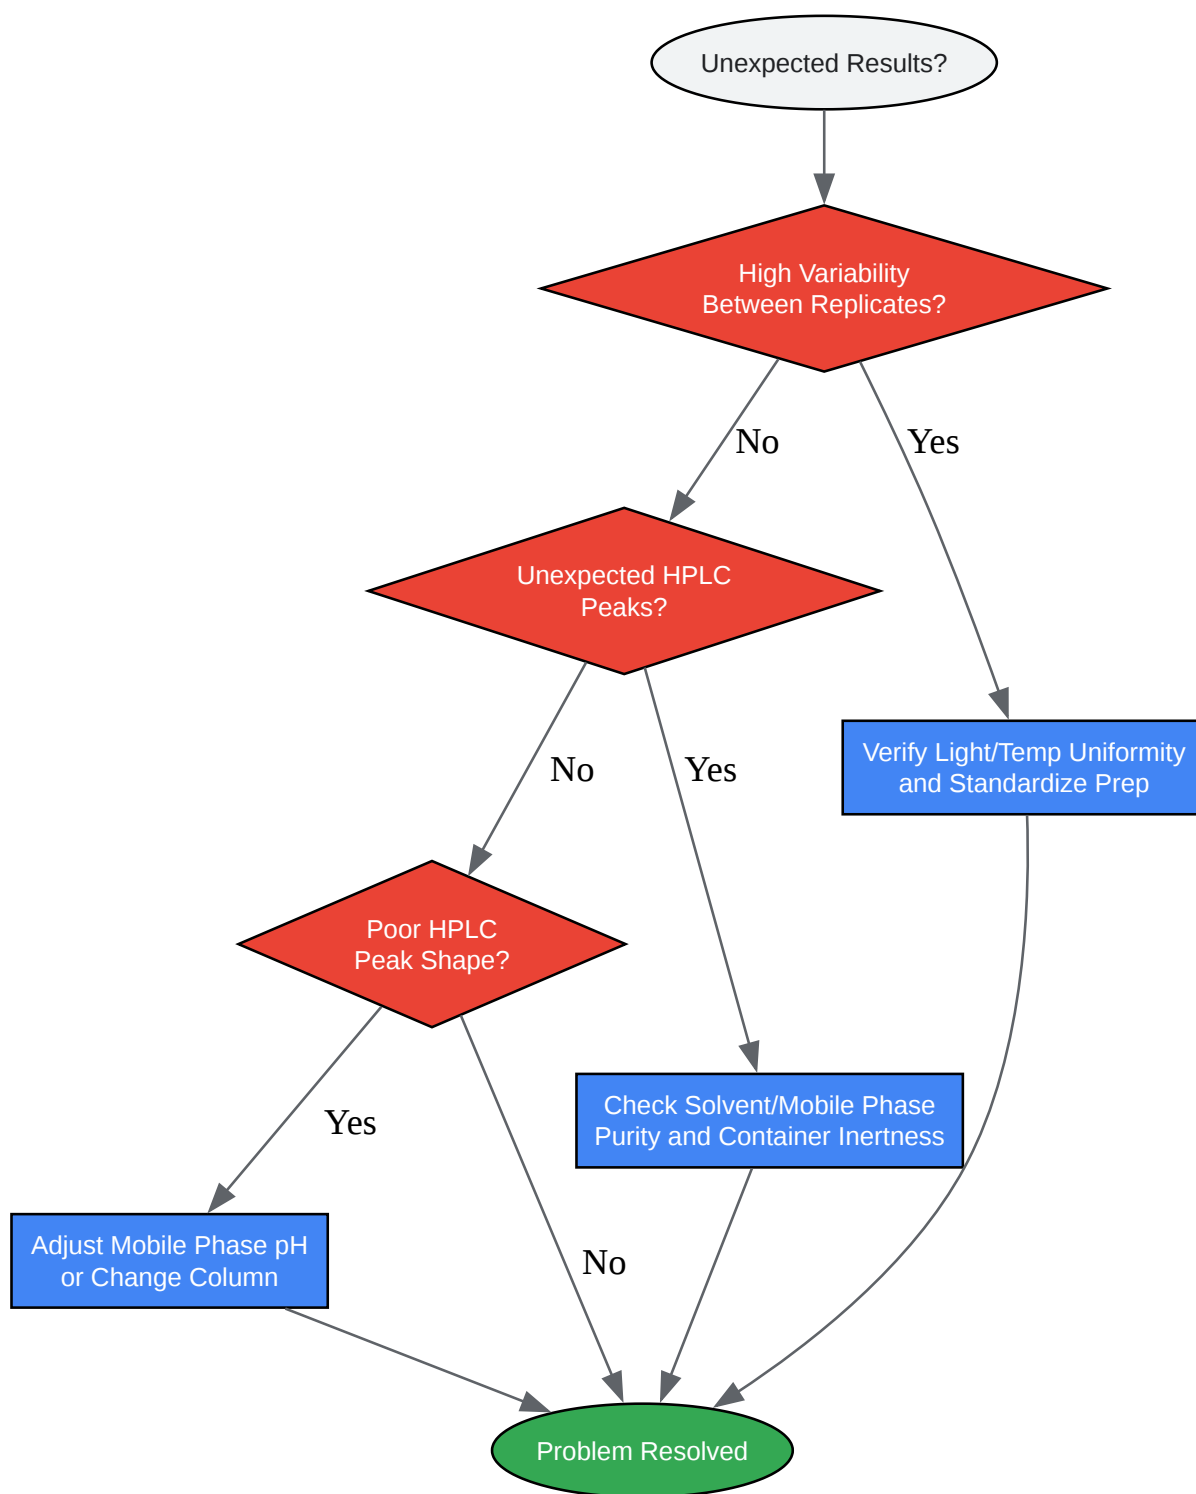 Unexpected Results?
High Variability
Between Replicates?
No
Yes
Unexpected HPLC
Peaks?
No
Yes
Verify Light/Temp Uniformity
and Standardize Prep
Poor HPLC
Peak Shape?
Yes
Check Solvent/Mobile Phase
Purity and Container Inertness
Adjust Mobile Phase pH
or Change Column
No
Problem Resolved